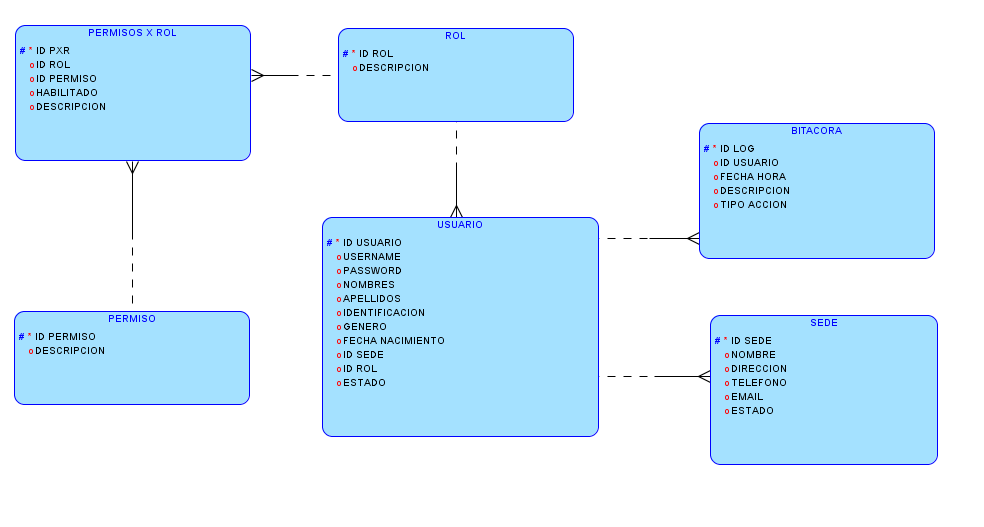 PERMISOS X ROL
# * ID PXR
o ID ROL
o ID PERMISO
o HABILITADO
o DESCRIPCION
ROL
# * ID ROL
o DESCRIPCION
BITACORA
# * ID LOG
o ID USUARIO
o FECHA HORA
o DESCRIPCION
o TIPO ACCION
USUARIO
# * ID USUARIO
o USERNAME
o PASSWORD
o NOMBRES
o APELLIDOS
o IDENTIFICACION
o GENERO
o FECHA NACIMIENTO
o ID SEDE
o ID ROL
o ESTADO
PERMISO
# * ID PERMISO
o DESCRIPCION
SEDE
# * ID SEDE
o NOMBRE
o DIRECCION
o TELEFONO
o EMAIL
o ESTADO